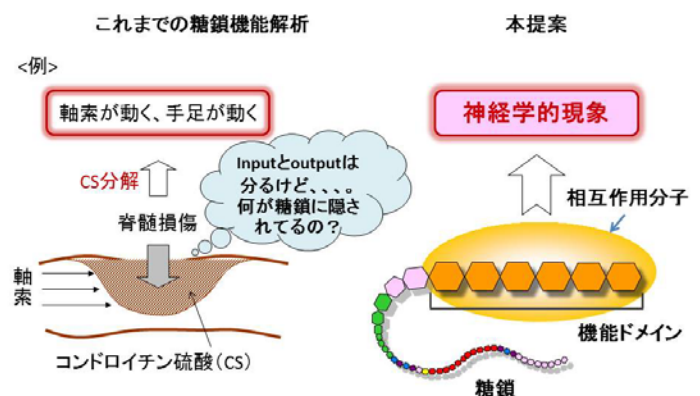 これまでの糖鎖機能解析
本提案
<例>
軸索が動く、手足が動く
神経学的現象
CS分解
Inputとoutputは
分るけど、、、。
何が糖鎖に隠され
てるの？
脊髄損傷
相互作用分子
軸索
機能ドメイン
コンドロイチン硫酸（CS）
糖鎖